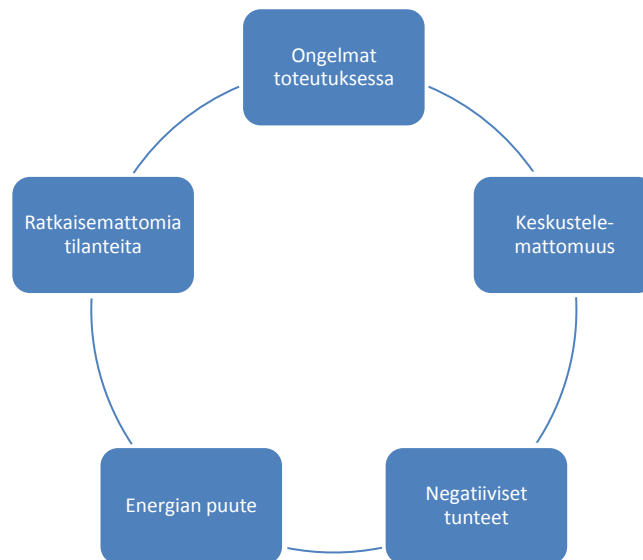 Ongelmat
toteutuksessa
Keskustele-
mattomuus
Negatiiviset
tunteet
Energian puute
Ratkaisemattomia
tilanteita